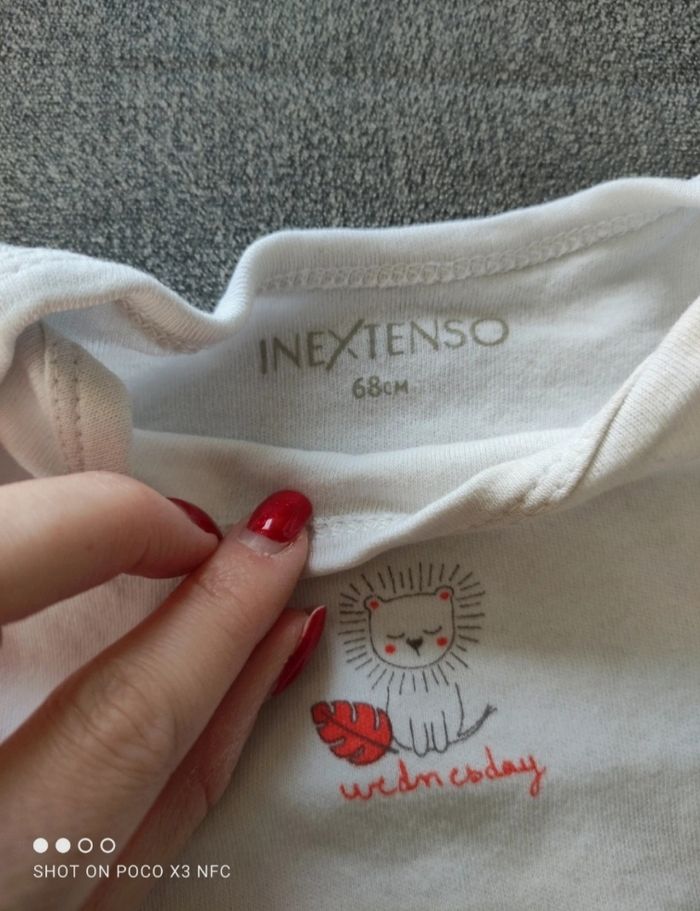 INEXTENSO
68CM
wednesday
SHOT ON POCO X3 NFC